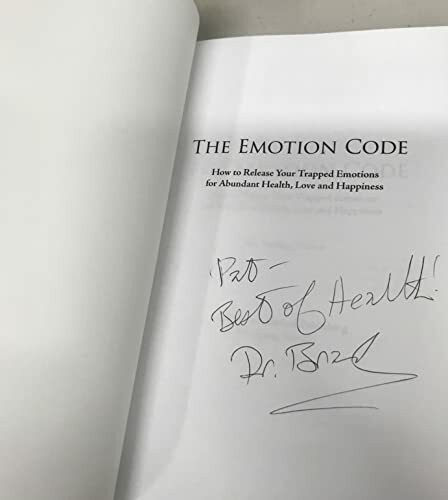 THE EMOTION CODE
How to Release Your Trapped Emotions
for Abundant Health, Love and Happiness
Pat -
Best of Health!
Dr. Brad